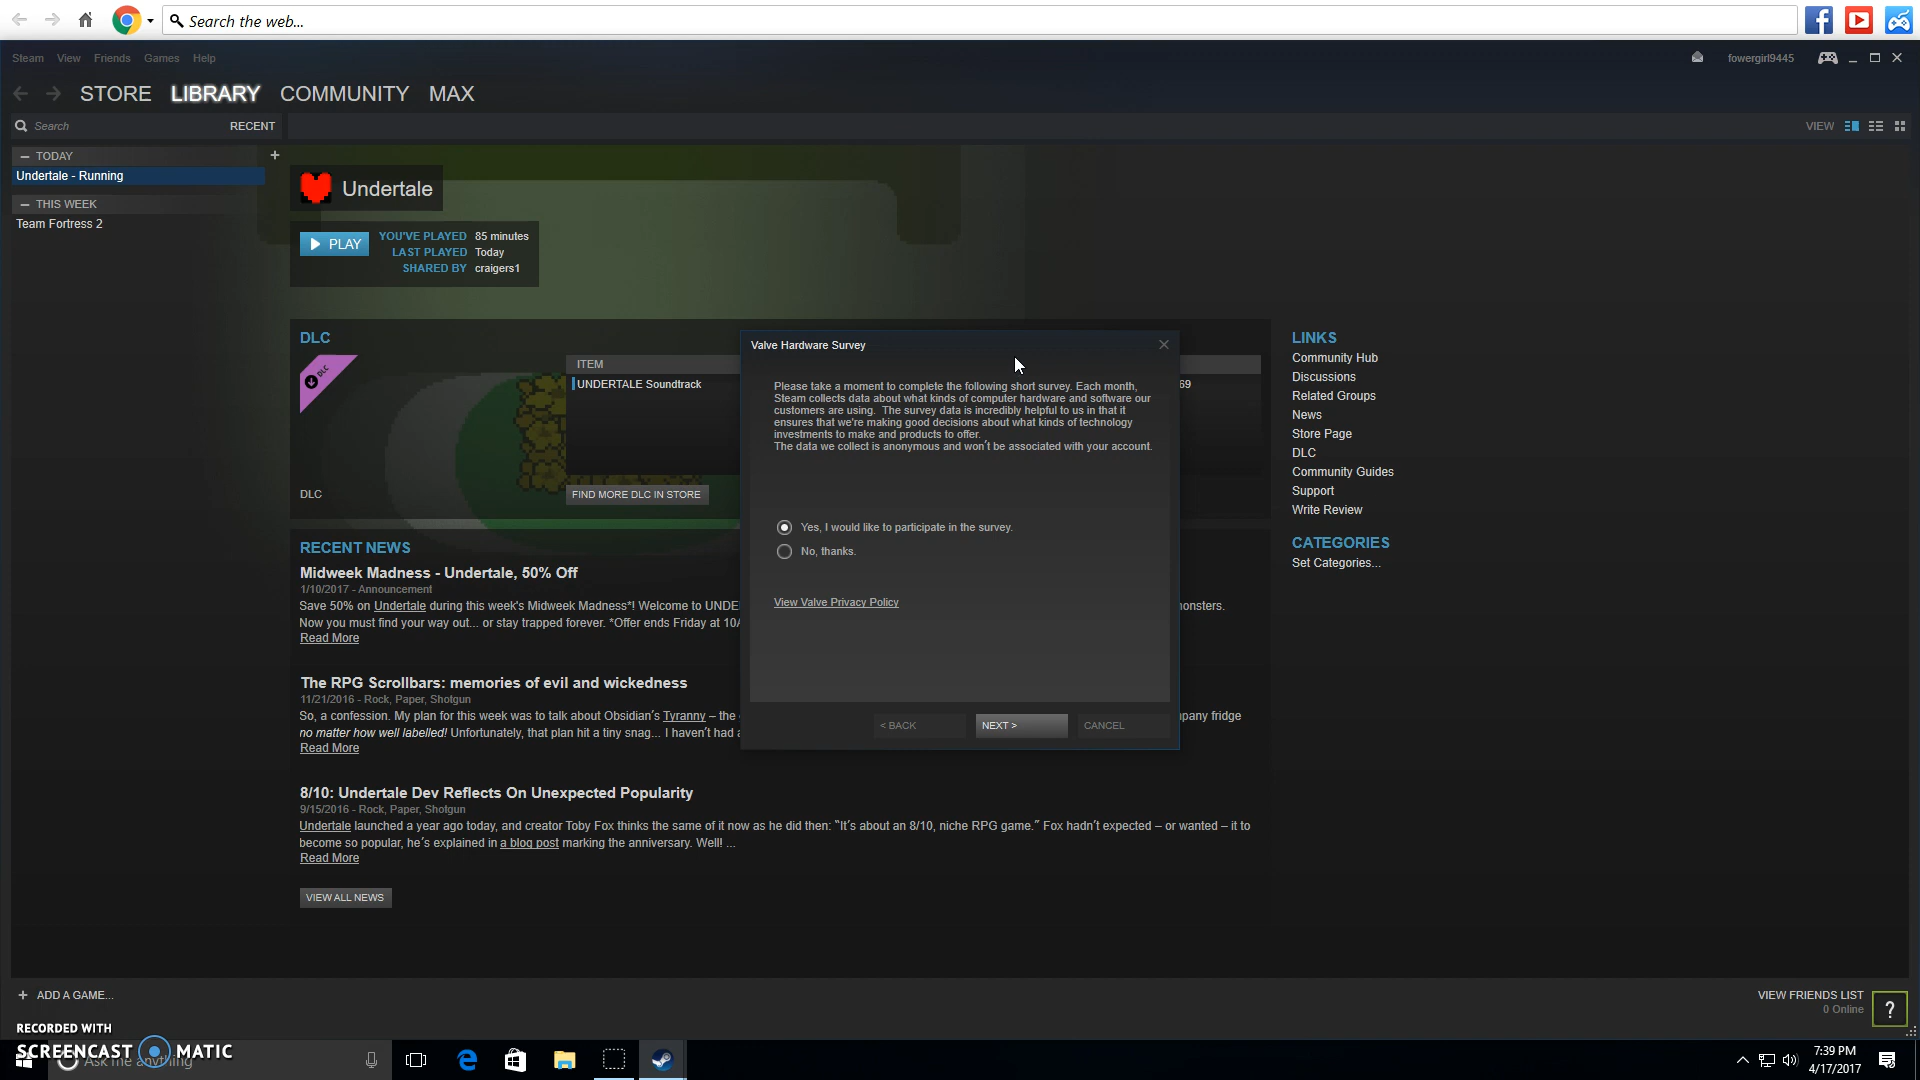 Search the web...
Steam View Friends Games Help
fowergirl9445
STORE LIBRARY COMMUNITY MAX
Search
RECENT
VIEW
– TODAY
+
Undertale - Running
– THIS WEEK
Team Fortress 2
Undertale
PLAY
YOU'VE PLAYED 85 minutes
LAST PLAYED Today
SHARED BY craigers1
DLC
DLC
ITEM
UNDERTALE Soundtrack
69
DLC
FIND MORE DLC IN STORE
Valve Hardware Survey
Please take a moment to complete the following short survey. Each month,
Steam collects data about what kinds of computer hardware and software our
customers are using. The survey data is incredibly helpful to us in that it
ensures that we're making good decisions about what kinds of technology
investments to make and products to offer.
The data we collect is anonymous and won't be associated with your account.
Yes, I would like to participate in the survey.
No, thanks.
View Valve Privacy Policy
< BACK
NEXT >
CANCEL
LINKS
Community Hub
Discussions
Related Groups
News
Store Page
DLC
Community Guides
Support
Write Review
CATEGORIES
Set Categories...
RECENT NEWS
Midweek Madness - Undertale, 50% Off
1/10/2017 - Announcement
Save 50% on Undertale during this week's Midweek Madness*! Welcome to UNDE onsters.
Now you must find your way out... or stay trapped forever. *Offer ends Friday at 10A
Read More
The RPG Scrollbars: memories of evil and wickedness
11/21/2016 - Rock, Paper, Shotgun
So, a confession. My plan for this week was to talk about Obsidian's Tyranny – the pany fridge
no matter how well labelled! Unfortunately, that plan hit a tiny snag... I haven't had a
Read More
8/10: Undertale Dev Reflects On Unexpected Popularity
9/15/2016 - Rock, Paper, Shotgun
Undertale launched a year ago today, and creator Toby Fox thinks the same of it now as he did then: "It's about an 8/10, niche RPG game." Fox hadn't expected – or wanted – it to
become so popular, he's explained in a blog post marking the anniversary. Well! ...
Read More
VIEW ALL NEWS
+ ADD A GAME...
VIEW FRIENDS LIST
0 Online
?
RECORDED WITH
SCREENCAST MATIC
Ask me anything
7:39 PM
4/17/2017